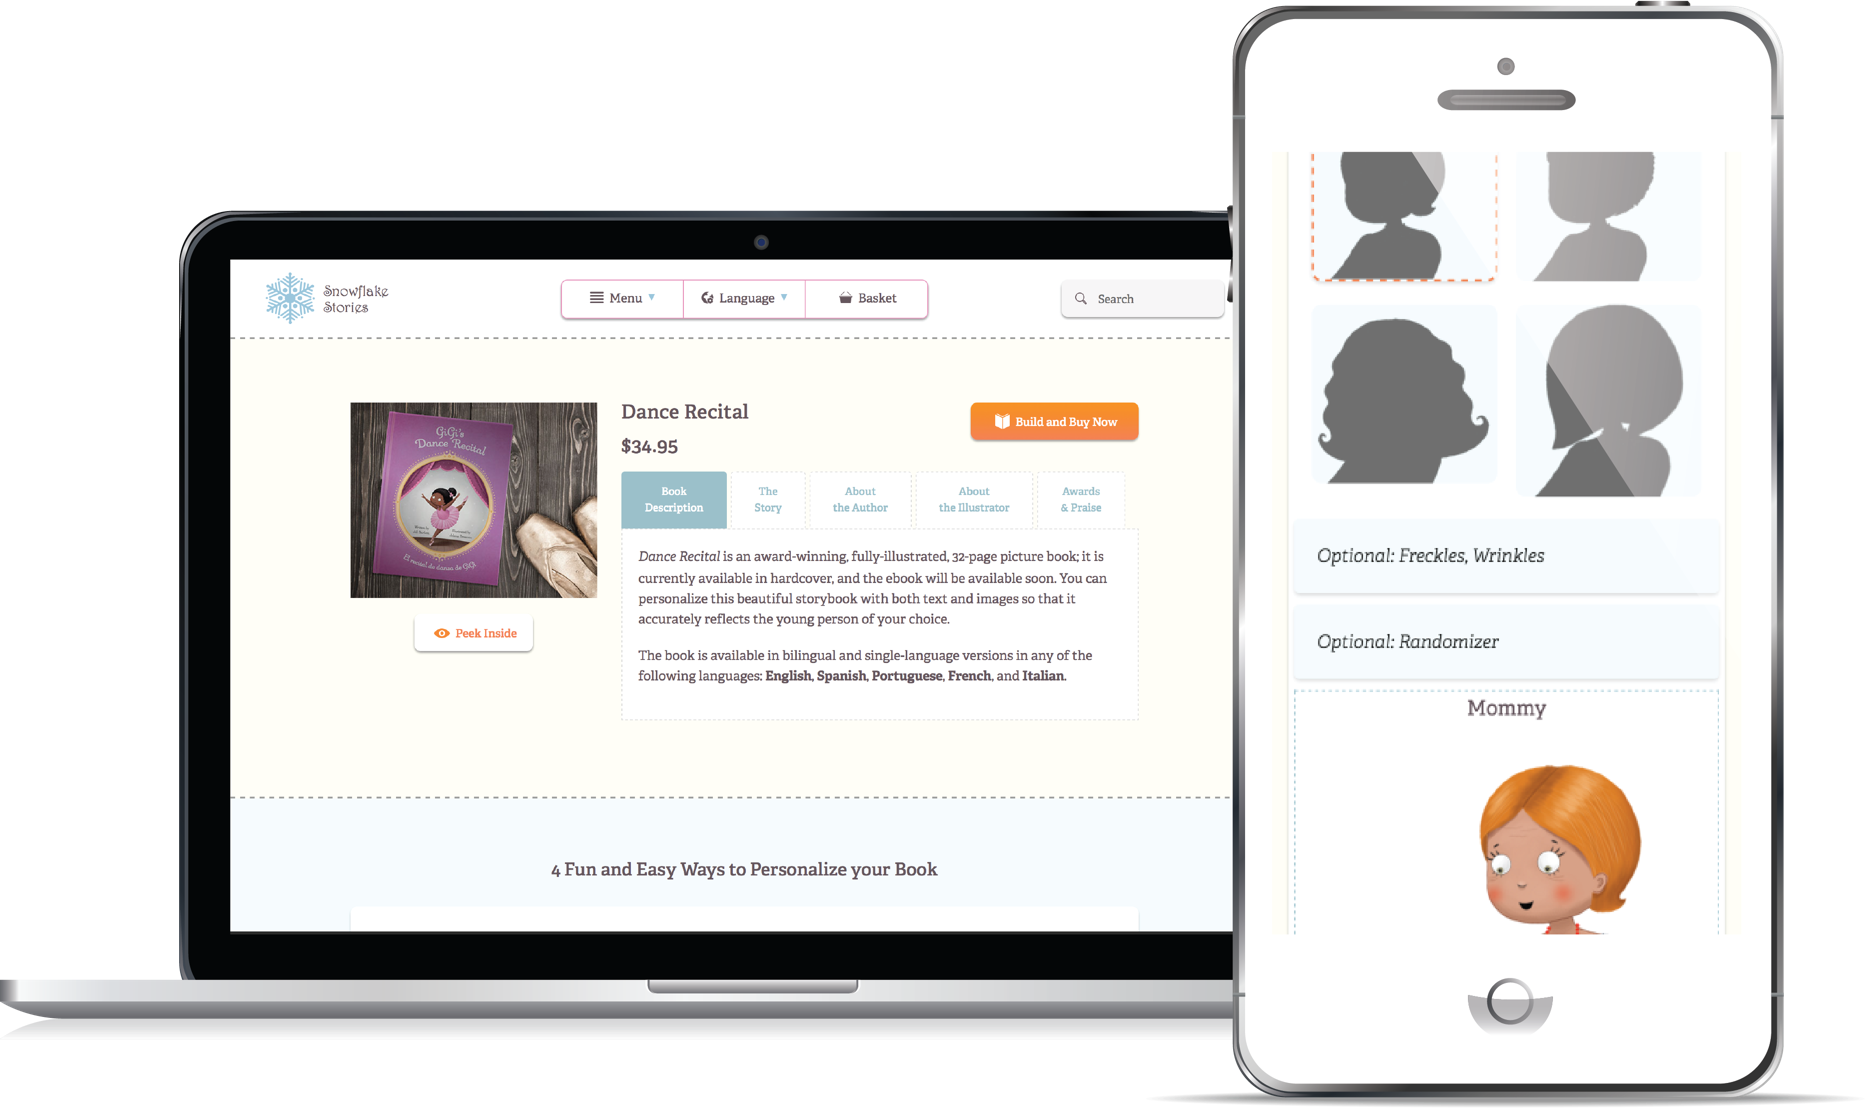 Snowflake
Stories
Menu
Language
Basket
Search
GiGi's
Dance Recital
El recital de danza de GiGi
Peek Inside
Dance Recital
$34.95
Build and Buy Now
Book
Description
The
Story
About
the Author
About
the Illustrator
Awards
& Praise
Dance Recital is an award-winning, fully-illustrated, 32-page picture book; it is
currently available in hardcover, and the ebook will be available soon. You can
personalize this beautiful storybook with both text and images so that it
accurately reflects the young person of your choice.
The book is available in bilingual and single-language versions in any of the
following languages: English, Spanish, Portuguese, French, and Italian.
4 Fun and Easy Ways to Personalize your Book
Optional: Freckles, Wrinkles
Optional: Randomizer
Mommy